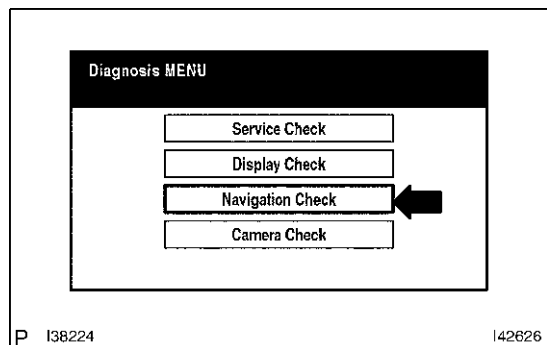 Diagnosis MENU
Service Check
Display Check
Navigation Check
Camera Check
P I38224 I42626